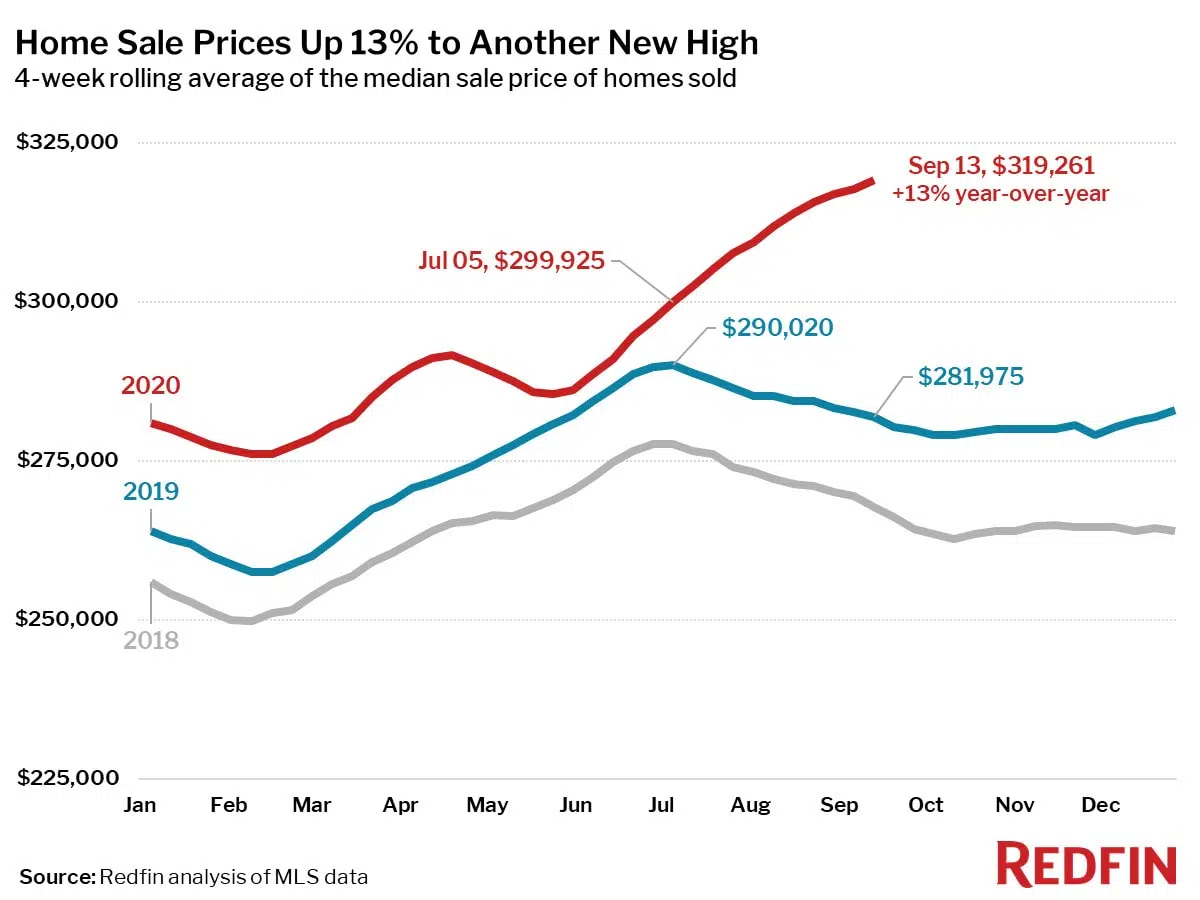 Home Sale Prices Up 13% to Another New High
4-week rolling average of the median sale price of homes sold
$325,000
Sep 13, $319,261
+13% year-over-year
Jul 05, $299,925
$300,000
$290,020
2020
$281,975
$275,000
2019
$250,000
2018
$225,000
Jan Feb Mar Apr May Jun Jul Aug Sep Oct Nov Dec
Source: Redfin analysis of MLS data
REDFIN